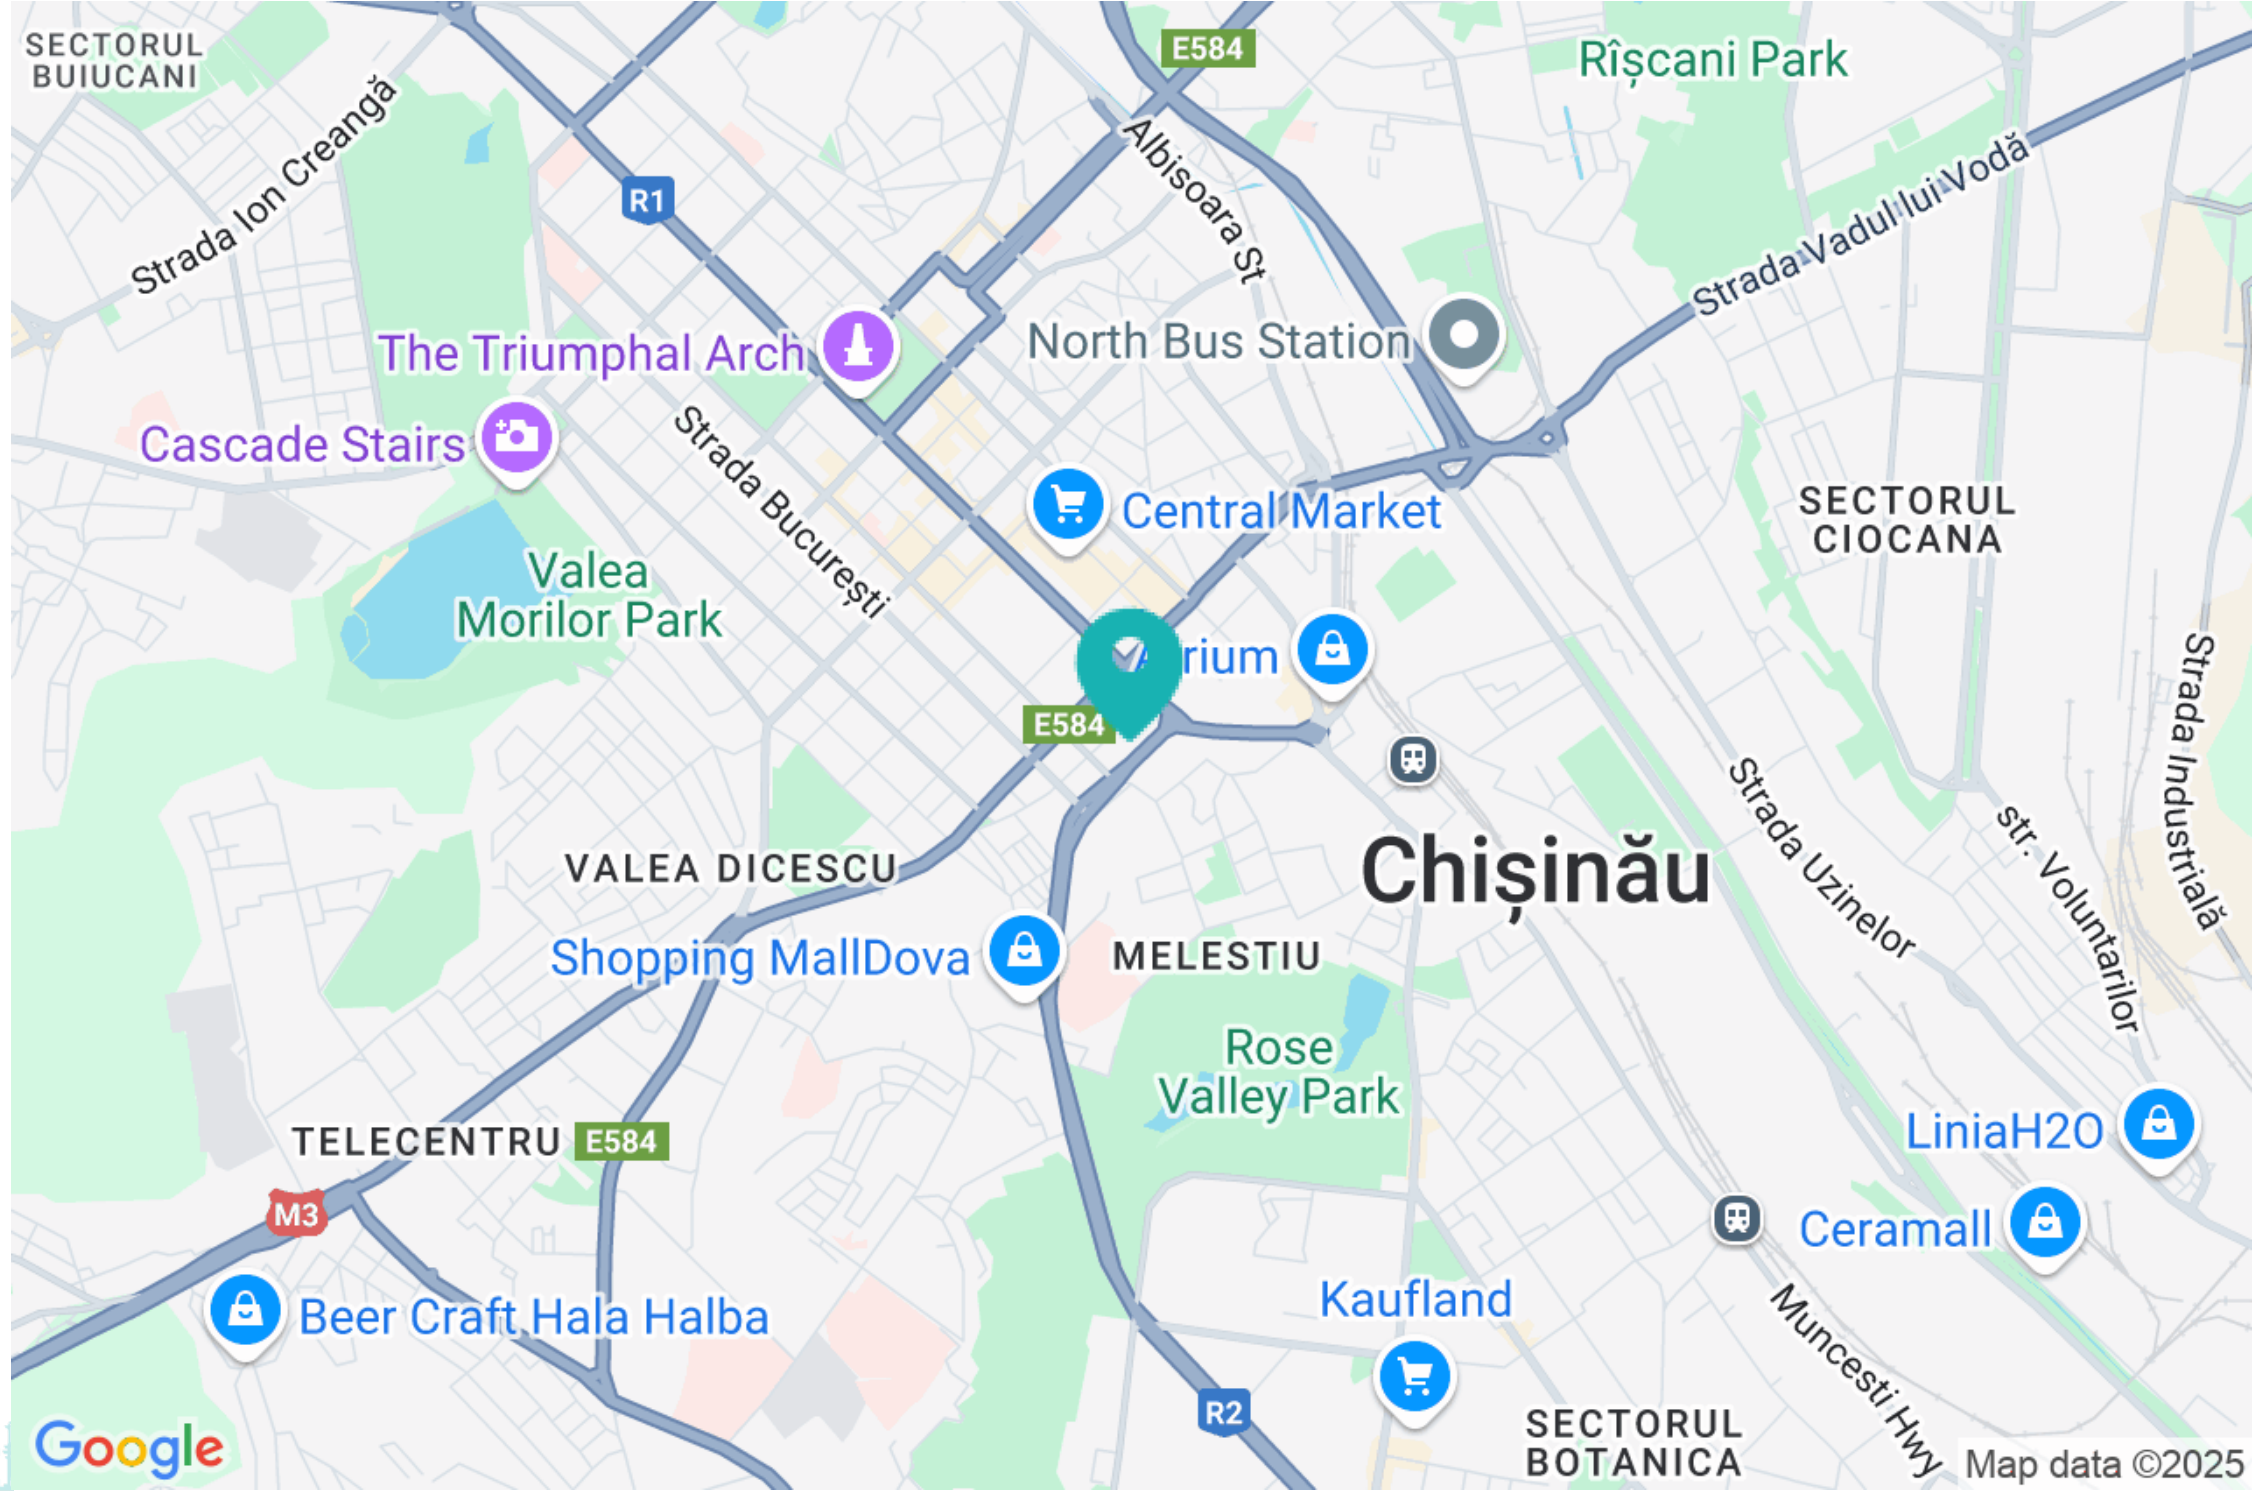 SECTORUL
BUIUCANI
E584
Rîșcani Park
Strada Ion Creangă
Albisoara St
Strada Vadul lui Vodă
R1
The Triumphal Arch
North Bus Station
Cascade Stairs
Strada București
Central Market
SECTORUL
CIOCANA
Valea
Morilor Park
rium
E584
Strada Industrială
Strada Uzinelor
str. Voluntarilor
VALEA DICESCU
Chișinău
Shopping MallDova
MELESTIU
Rose
Valley Park
TELECENTRU
E584
LiniaH2O
M3
Ceramall
Beer Craft Hala Halba
Kaufland
Muncesti Hwy
R2
SECTORUL
BOTANICA
Google
Map data ©2025